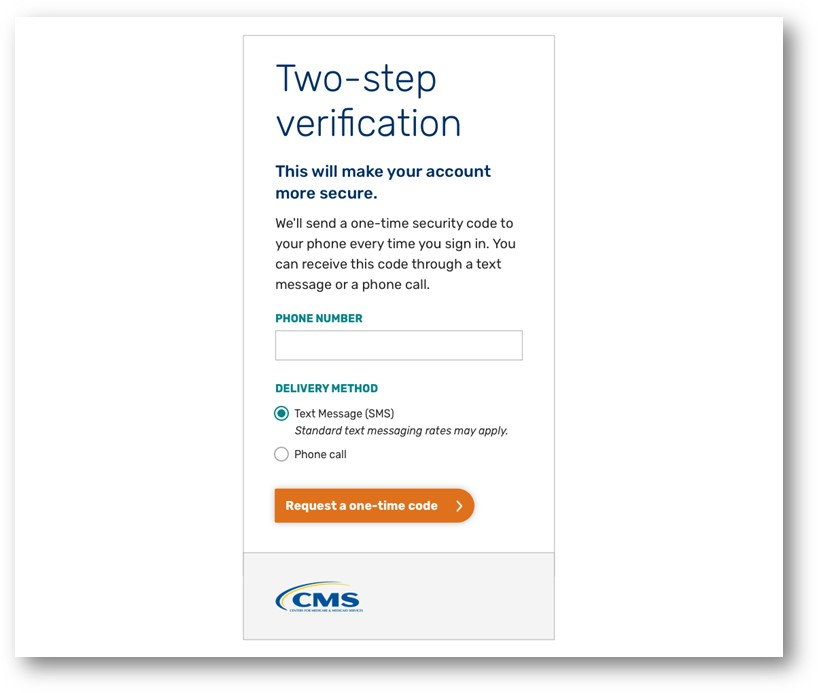 Two-step
verification
This will make your account
more secure.
We'll send a one-time security code to
your phone every time you sign in. You
can receive this code through a text
message or a phone call.
PHONE NUMBER
DELIVERY METHOD
Text Message (SMS)
Standard text messaging rates may apply.
Phone call
Request a one-time code
CMS
CENTERS FOR MEDICARE & MEDICAID SERVICES